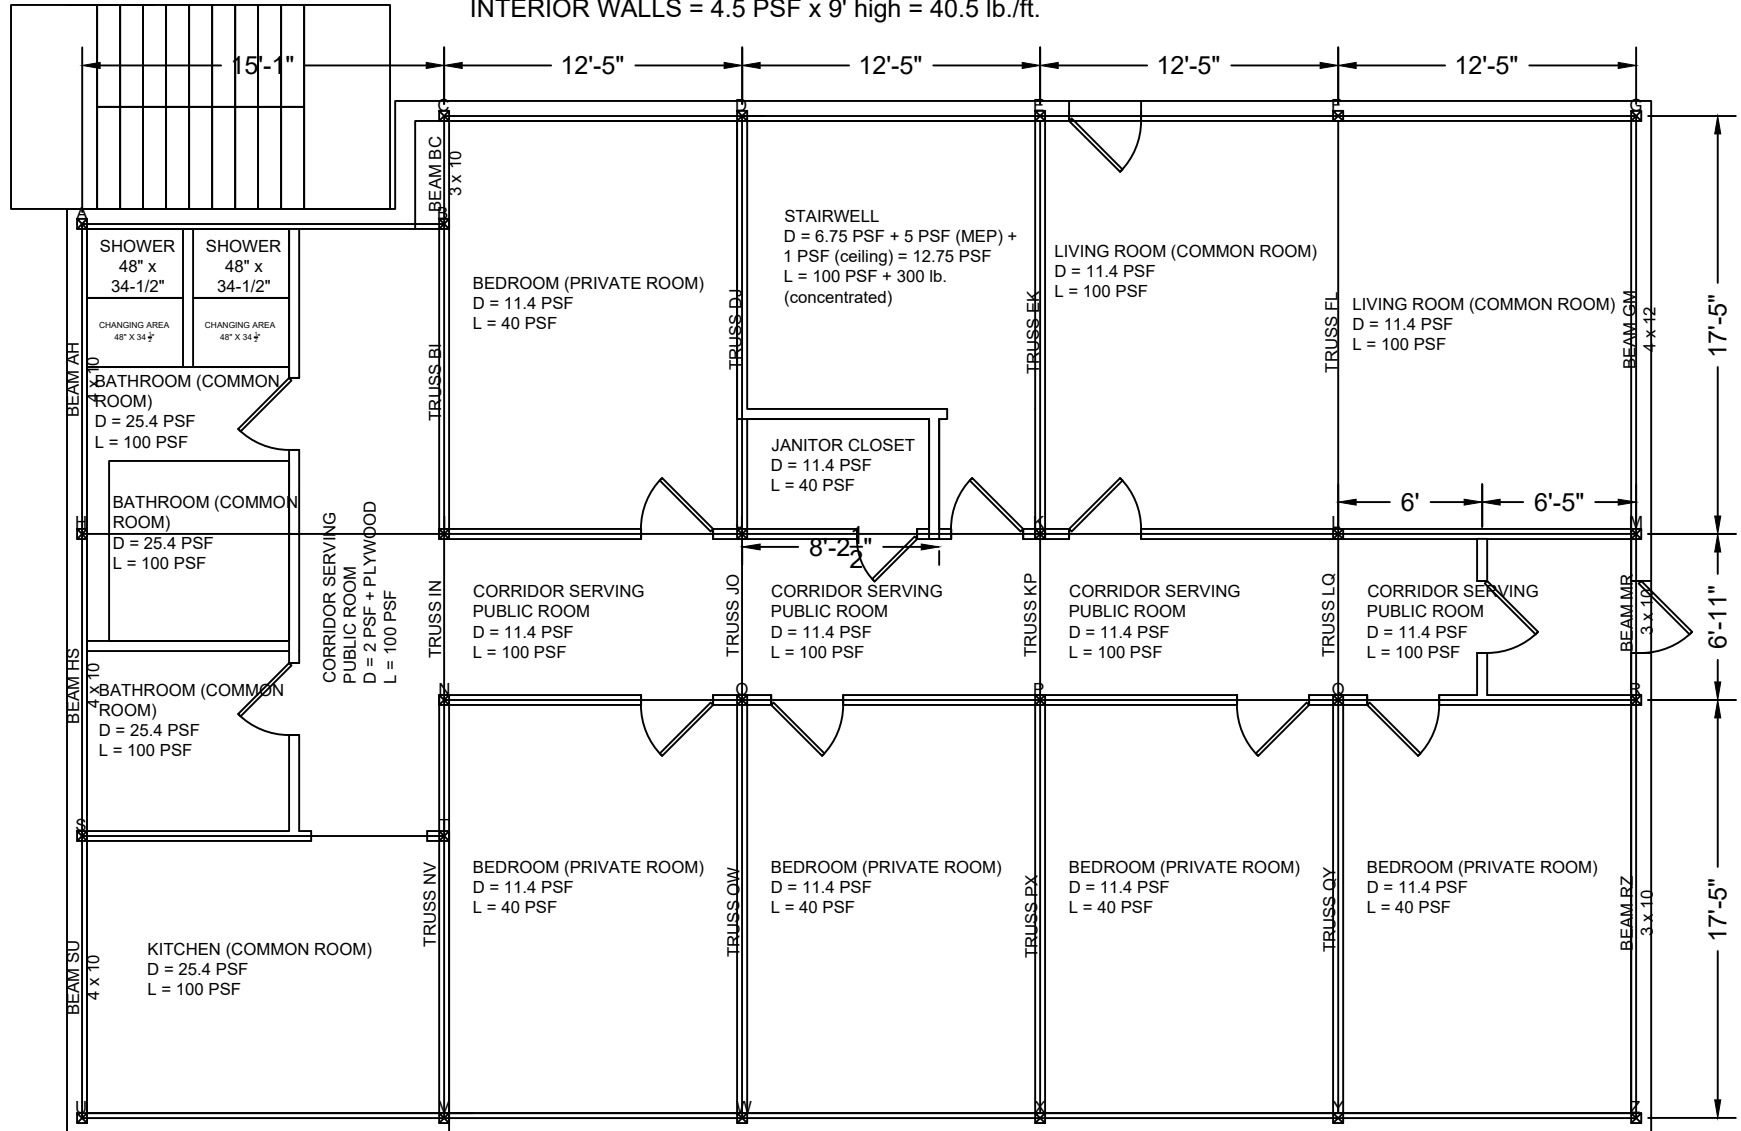 INTERIOR WALLS = 4.5 PSF x 9' high = 40.5 lb./ft.
15'-1"
12'-5"
12'-5"
12'-5"
12'-5"
C
D
E
F
G
BEAM BC
3 x 10
A
B
SHOWER
48" x
34-1/2"
SHOWER
48" x
34-1/2"
CHANGING AREA
48" X 34 1/2"
CHANGING AREA
48" X 34 1/2"
BEAM AH
4 x 10
BATHROOM (COMMON
ROOM)
D = 25.4 PSF
L = 100 PSF
TRUSS BI
BEDROOM (PRIVATE ROOM)
D = 11.4 PSF
L = 40 PSF
TRUSS DJ
STAIRWELL
D = 6.75 PSF + 5 PSF (MEP) +
1 PSF (ceiling) = 12.75 PSF
L = 100 PSF + 300 lb.
(concentrated)
JANITOR CLOSET
D = 11.4 PSF
L = 40 PSF
TRUSS EK
LIVING ROOM (COMMON ROOM)
D = 11.4 PSF
L = 100 PSF
TRUSS FL
LIVING ROOM (COMMON ROOM)
D = 11.4 PSF
L = 100 PSF
BEAM GM
4 x 12
17'-5"
6'
6'-5"
BATHROOM (COMMON
ROOM)
D = 25.4 PSF
L = 100 PSF
CORRIDOR SERVING
PUBLIC ROOM
D = 2 PSF + PLYWOOD
L = 100 PSF
K
L
M
8'-2 1/2"
TRUSS IN
CORRIDOR SERVING
PUBLIC ROOM
D = 11.4 PSF
L = 100 PSF
TRUSS JO
CORRIDOR SERVING
PUBLIC ROOM
D = 11.4 PSF
L = 100 PSF
TRUSS KP
CORRIDOR SERVING
PUBLIC ROOM
D = 11.4 PSF
L = 100 PSF
TRUSS LQ
CORRIDOR SERVING
PUBLIC ROOM
D = 11.4 PSF
L = 100 PSF
BEAM MR
3 x 10
6'-11"
BEAM HS
4 x 10
BATHROOM (COMMON
ROOM)
D = 25.4 PSF
L = 100 PSF
N
O
P
Q
S
KITCHEN (COMMON ROOM)
D = 25.4 PSF
L = 100 PSF
BEAM SU
4 x 10
TRUSS NV
BEDROOM (PRIVATE ROOM)
D = 11.4 PSF
L = 40 PSF
TRUSS OW
BEDROOM (PRIVATE ROOM)
D = 11.4 PSF
L = 40 PSF
TRUSS PX
BEDROOM (PRIVATE ROOM)
D = 11.4 PSF
L = 40 PSF
TRUSS QY
BEDROOM (PRIVATE ROOM)
D = 11.4 PSF
L = 40 PSF
BEAM RZ
3 x 10
17'-5"
U
V
W
X
Y
Z